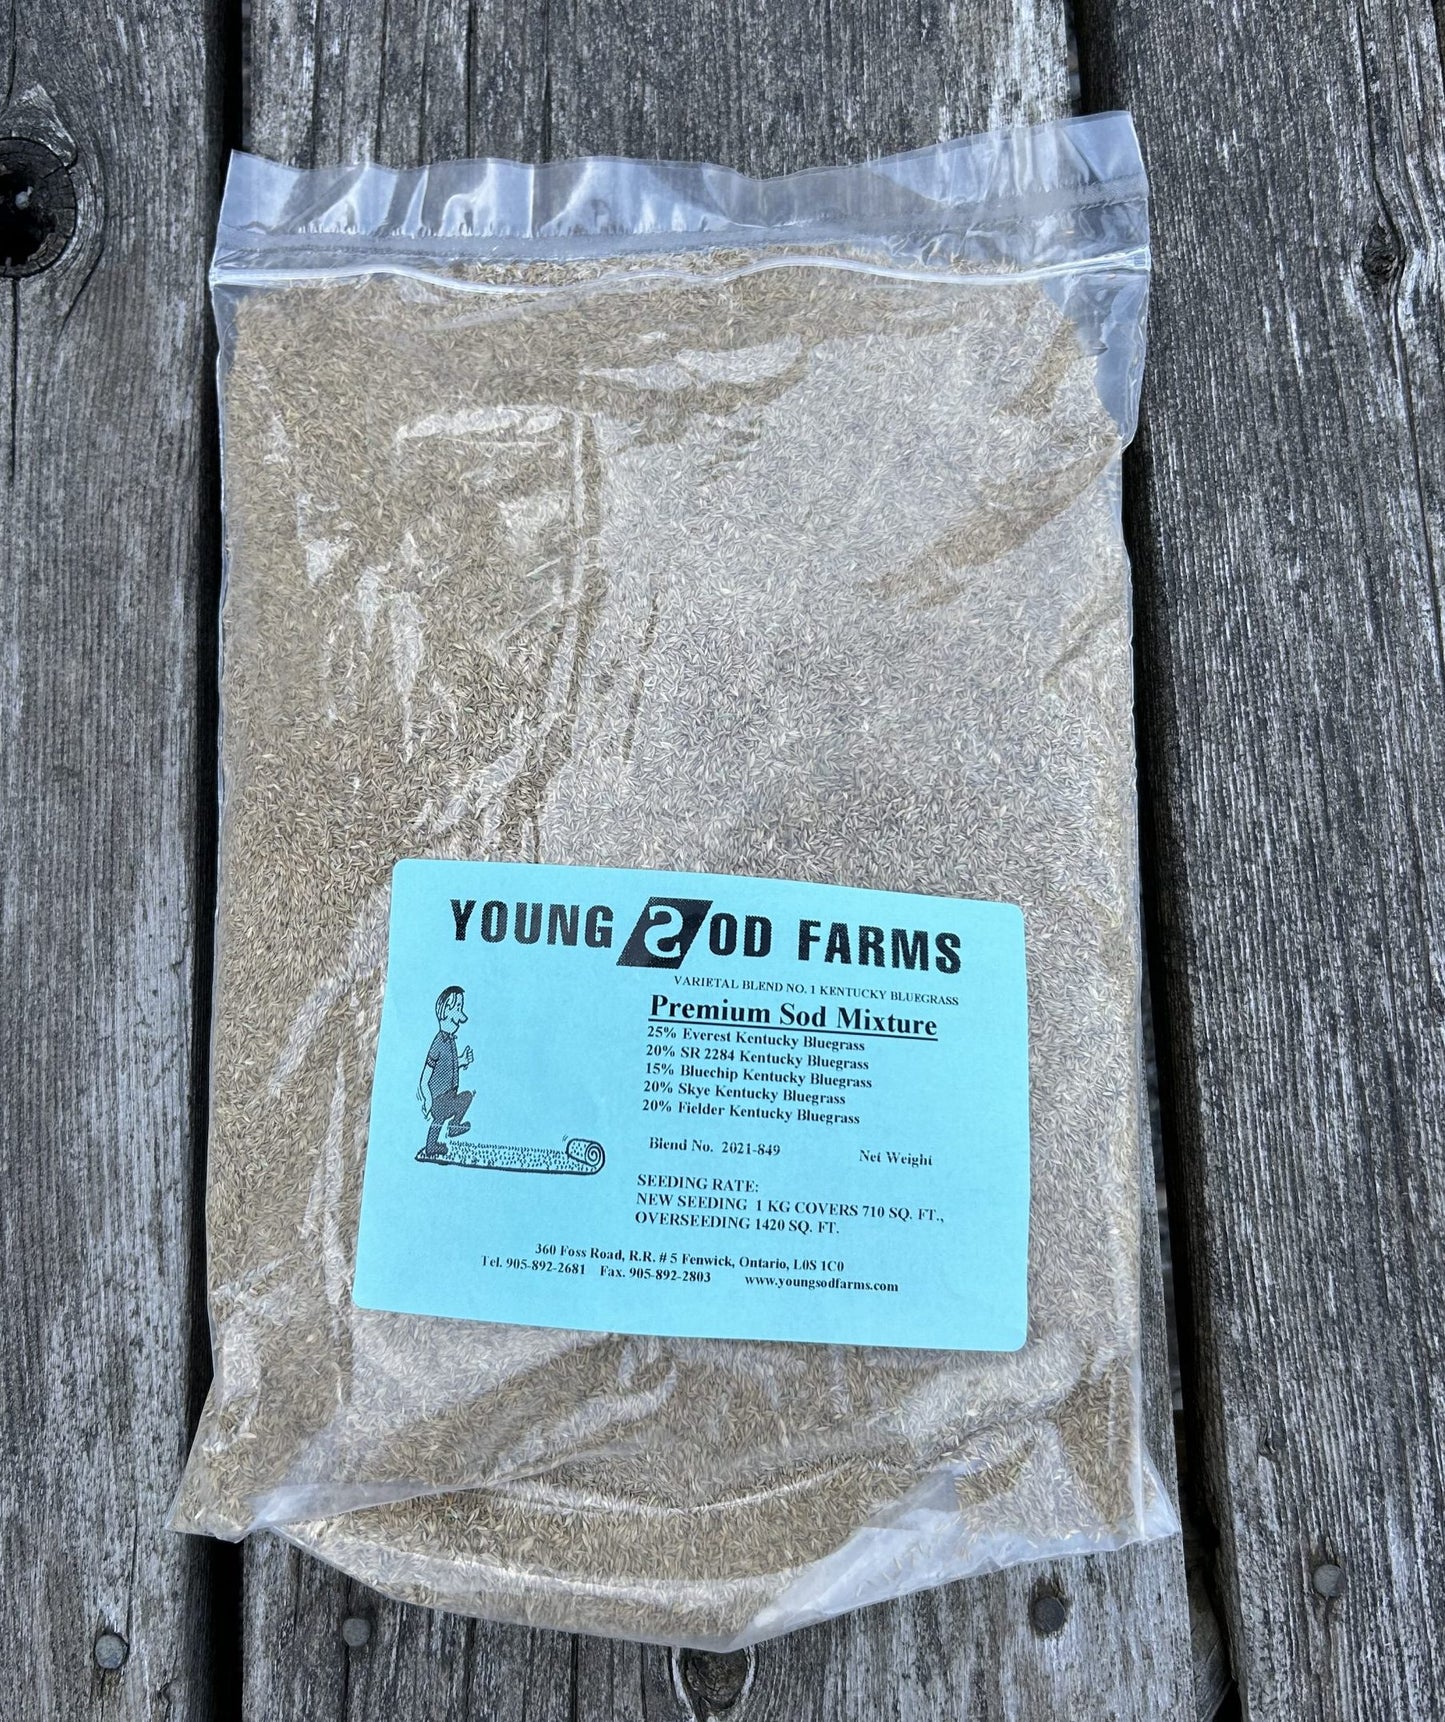 YOUNG SOD FARMS
VARIETAL BLEND NO. 1 KENTUCKY BLUEGRASS
Premium Sod Mixture
25% Everest Kentucky Bluegrass
20% SR 2284 Kentucky Bluegrass
15% Bluechip Kentucky Bluegrass
20% Skye Kentucky Bluegrass
20% Fielder Kentucky Bluegrass
Blend No. 2021-849 Net Weight
SEEDING RATE:
NEW SEEDING 1 KG COVERS 710 SQ. FT.,
OVERSEEDING 1420 SQ. FT.
360 Foss Road, R.R. # 5 Fenwick, Ontario, L0S 1C0
Tel. 905-892-2681 Fax. 905-892-2803 www.youngsodfarms.com